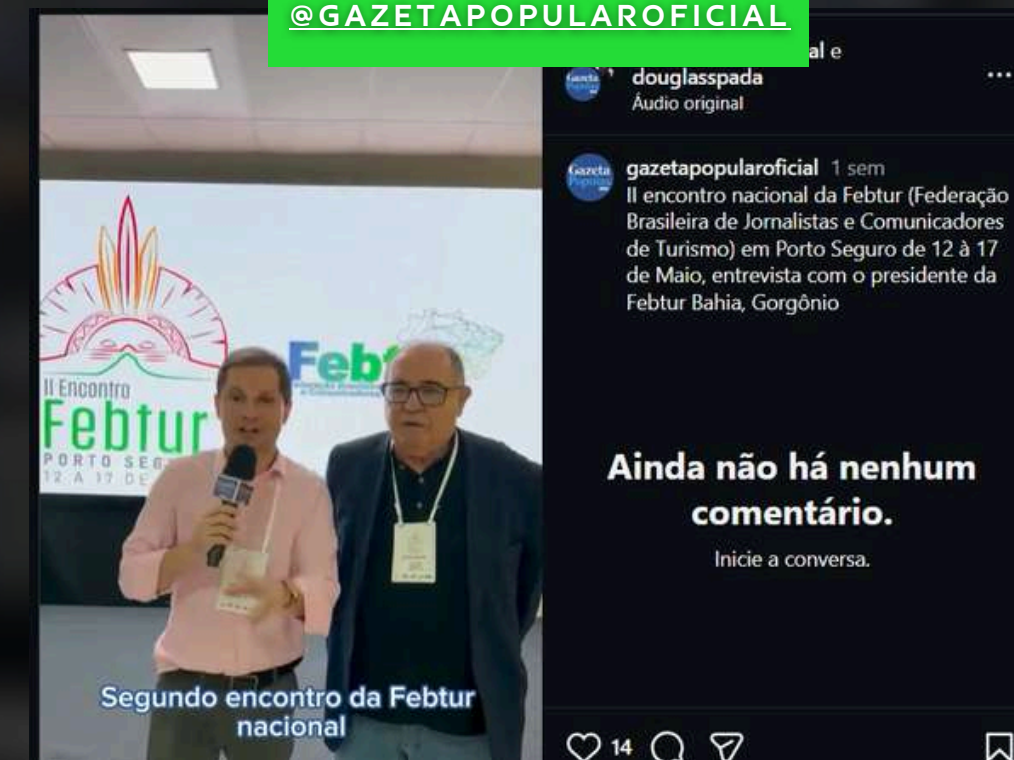 @GAZETAPOPULAROFICIAL
al e
douglasspada
Áudio original
Gazeta
gazetapopularoficial 1 sem
Gazeta
Popular
II encontro nacional da Febtur (Federação
Brasileira de Jornalistas e Comunicadores
de Turismo) em Porto Seguro de 12 à 17
de Maio, entrevista com o presidente da
Febtur Bahia, Gorgônio
II Encontro
Febtur
PORTO SEG
12 A 17 DE
Febt
Ainda não há nenhum
comentário.
Inicie a conversa.
Segundo encontro da Febtur
nacional
14